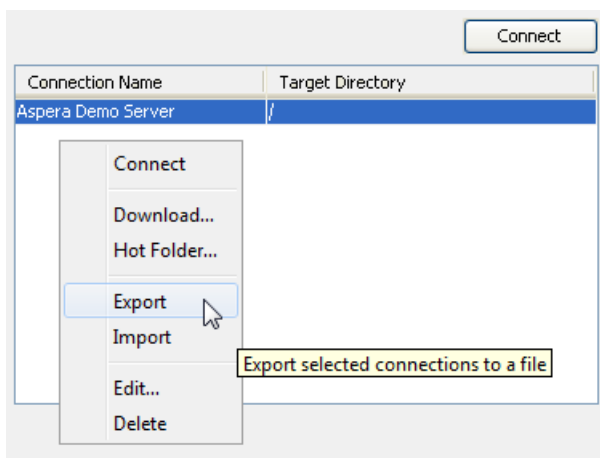 Connect
Connection Name Target Directory
Aspera Demo Server /
Connect
Download...
Hot Folder...
Export
Import
Export selected connections to a file
Edit...
Delete